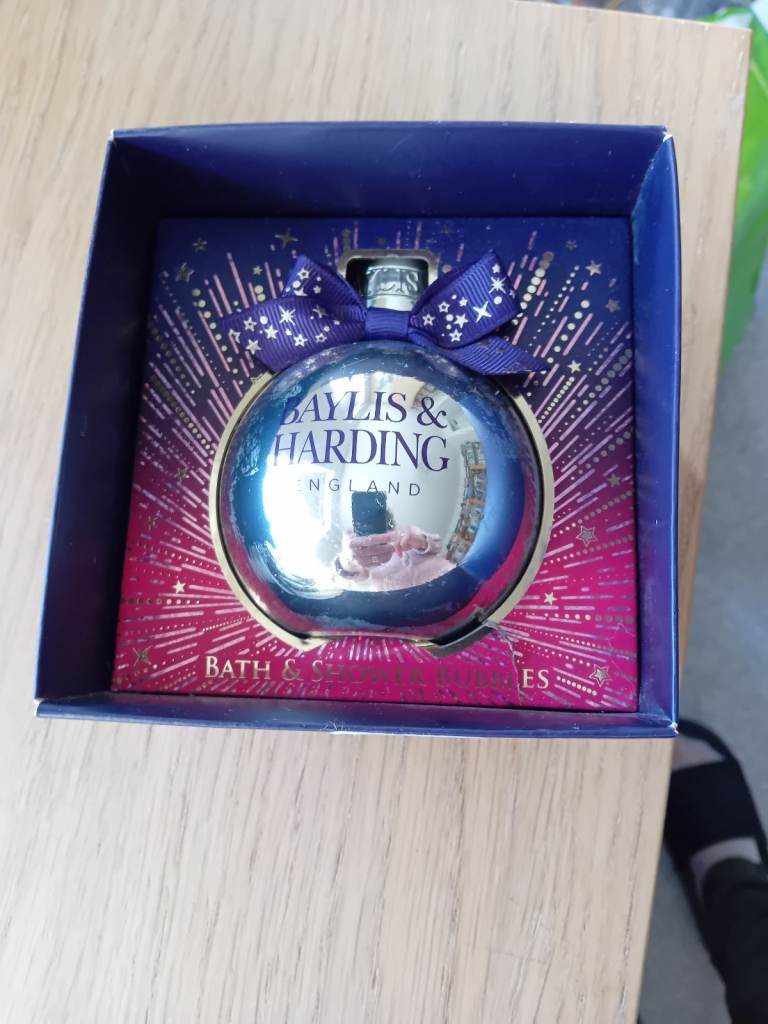 BAYLIS &
HARDING
ENGLAND
BATH & SHOWER BUBBLES